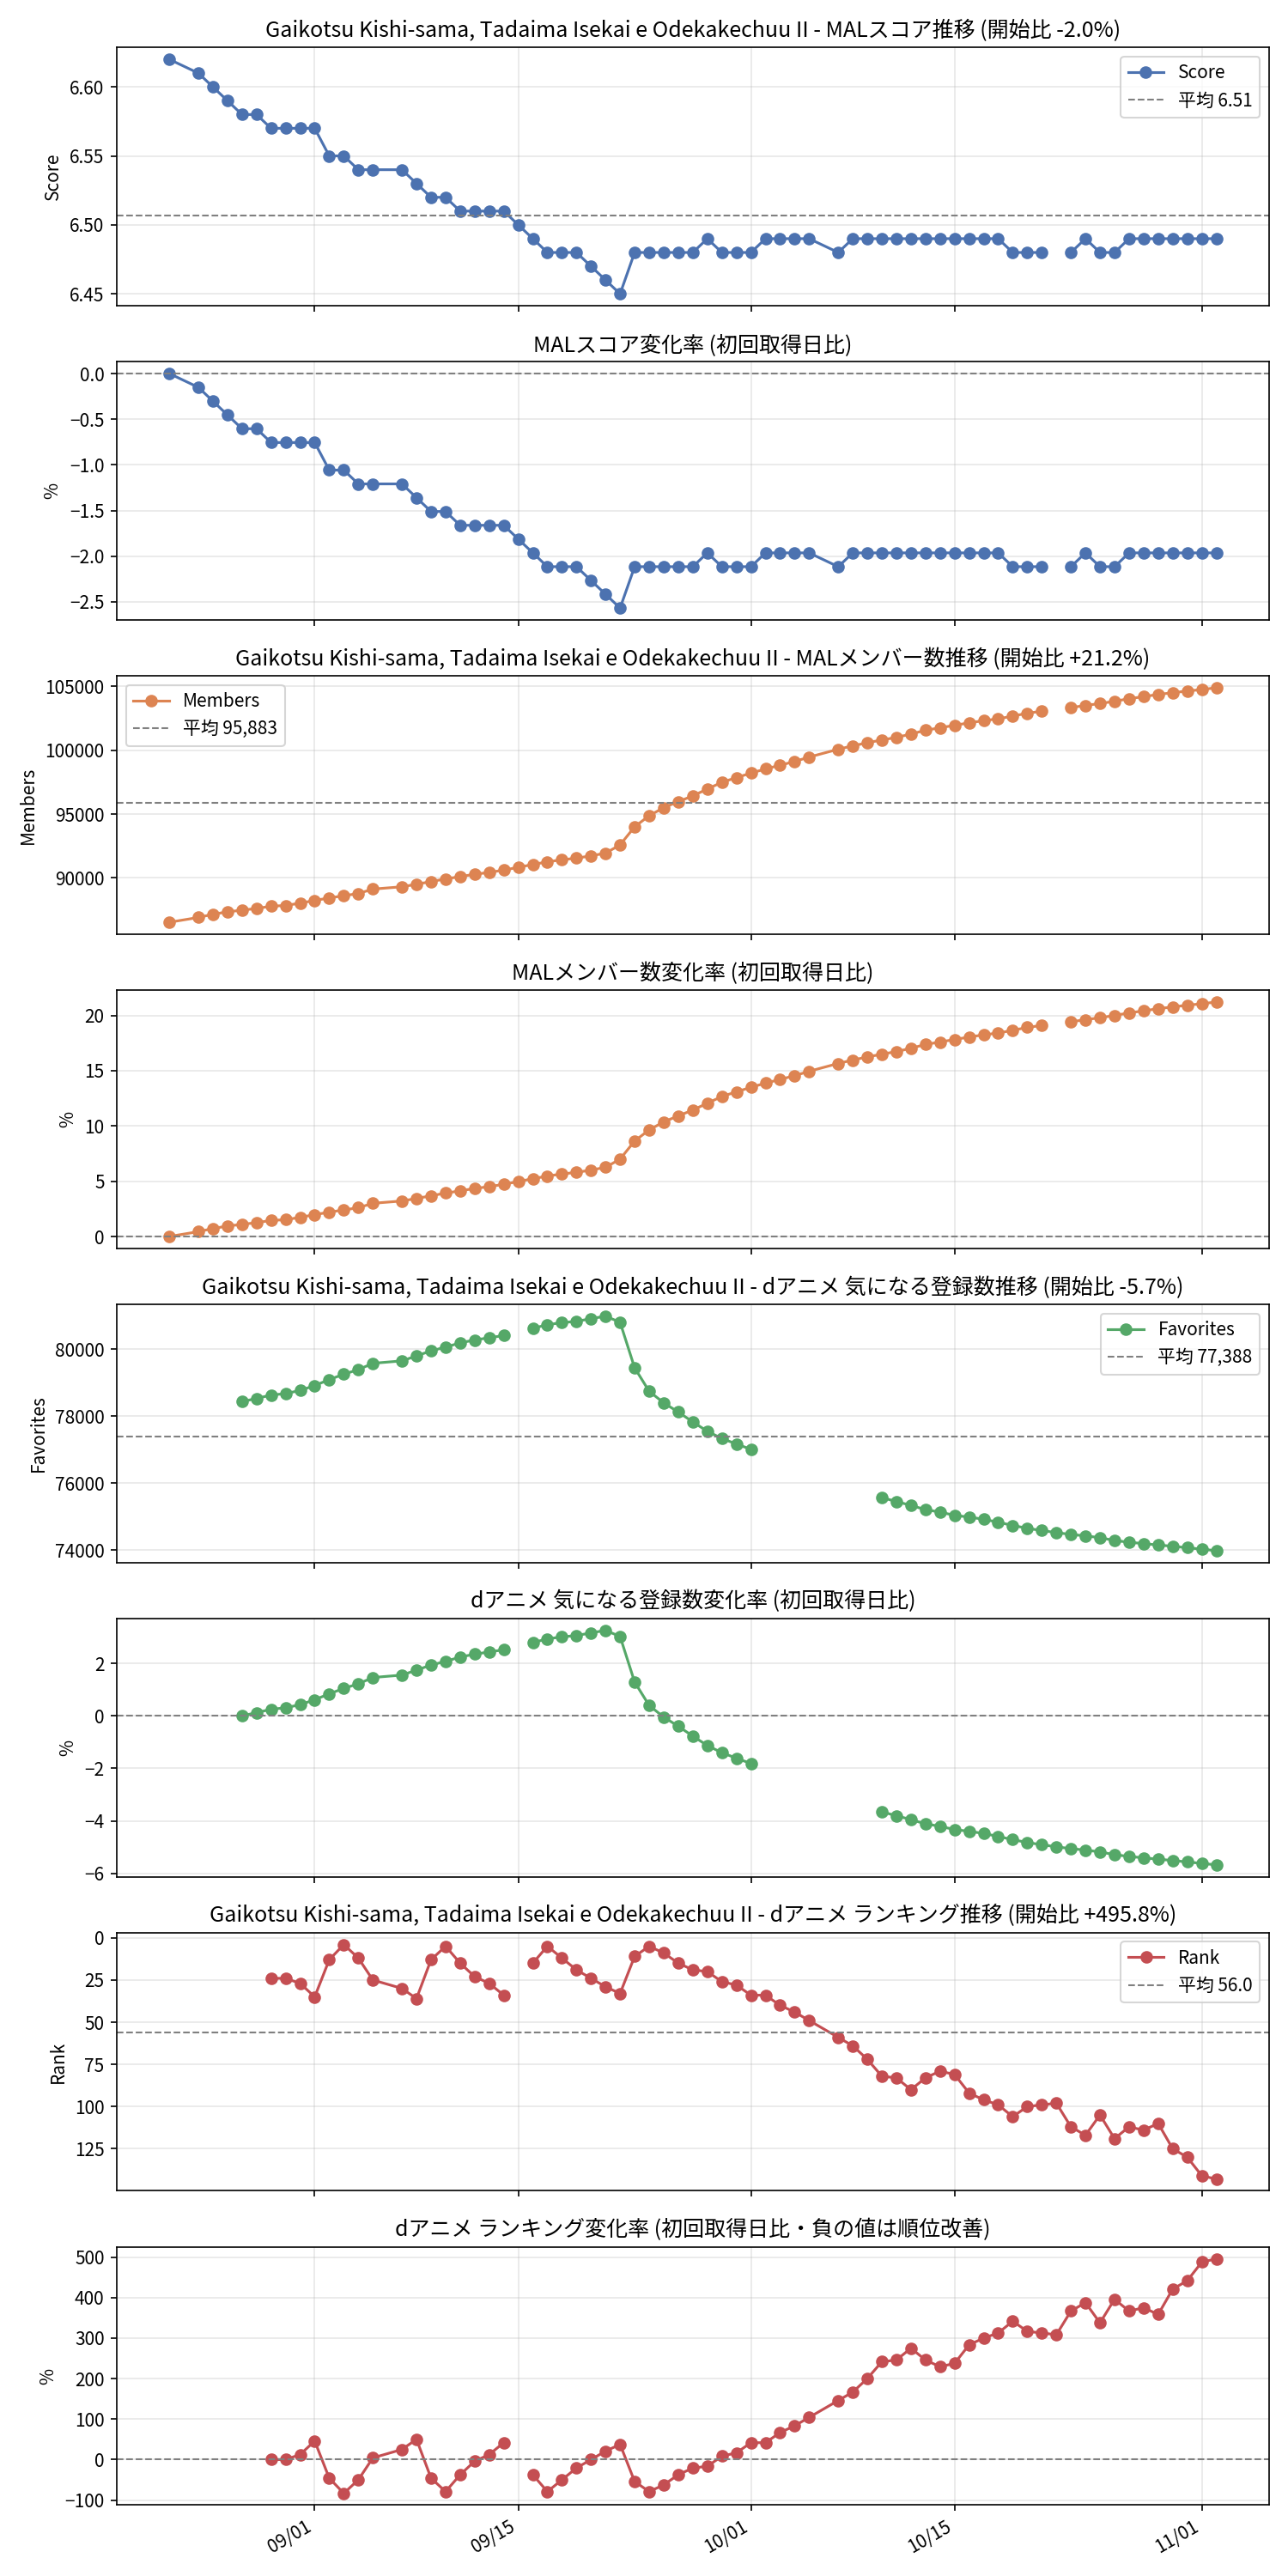 Gaikotsu Kishi-sama, Tadaima Isekai e Odekakechuu II - MALスコア推移 (開始比 -2.0%)
Score
平均 6.51
Score
6.60
6.55
6.50
6.45
MALスコア変化率 (初回取得日比)
%
0.0
−0.5
−1.0
−1.5
−2.0
−2.5
Gaikotsu Kishi-sama, Tadaima Isekai e Odekakechuu II - MALメンバー数推移 (開始比 +21.2%)
Members
平均 95,883
Members
105000
100000
95000
90000
MALメンバー数変化率 (初回取得日比)
%
20
15
10
5
0
Gaikotsu Kishi-sama, Tadaima Isekai e Odekakechuu II - dアニメ 気になる登録数推移 (開始比 -5.7%)
Favorites
平均 77,388
Favorites
80000
78000
76000
74000
dアニメ 気になる登録数変化率 (初回取得日比)
%
2
0
−2
−4
−6
Gaikotsu Kishi-sama, Tadaima Isekai e Odekakechuu II - dアニメ ランキング推移 (開始比 +495.8%)
Rank
平均 56.0
Rank
0
25
50
75
100
125
dアニメ ランキング変化率 (初回取得日比・負の値は順位改善)
%
500
400
300
200
100
0
−100
09/01
09/15
10/01
10/15
11/01